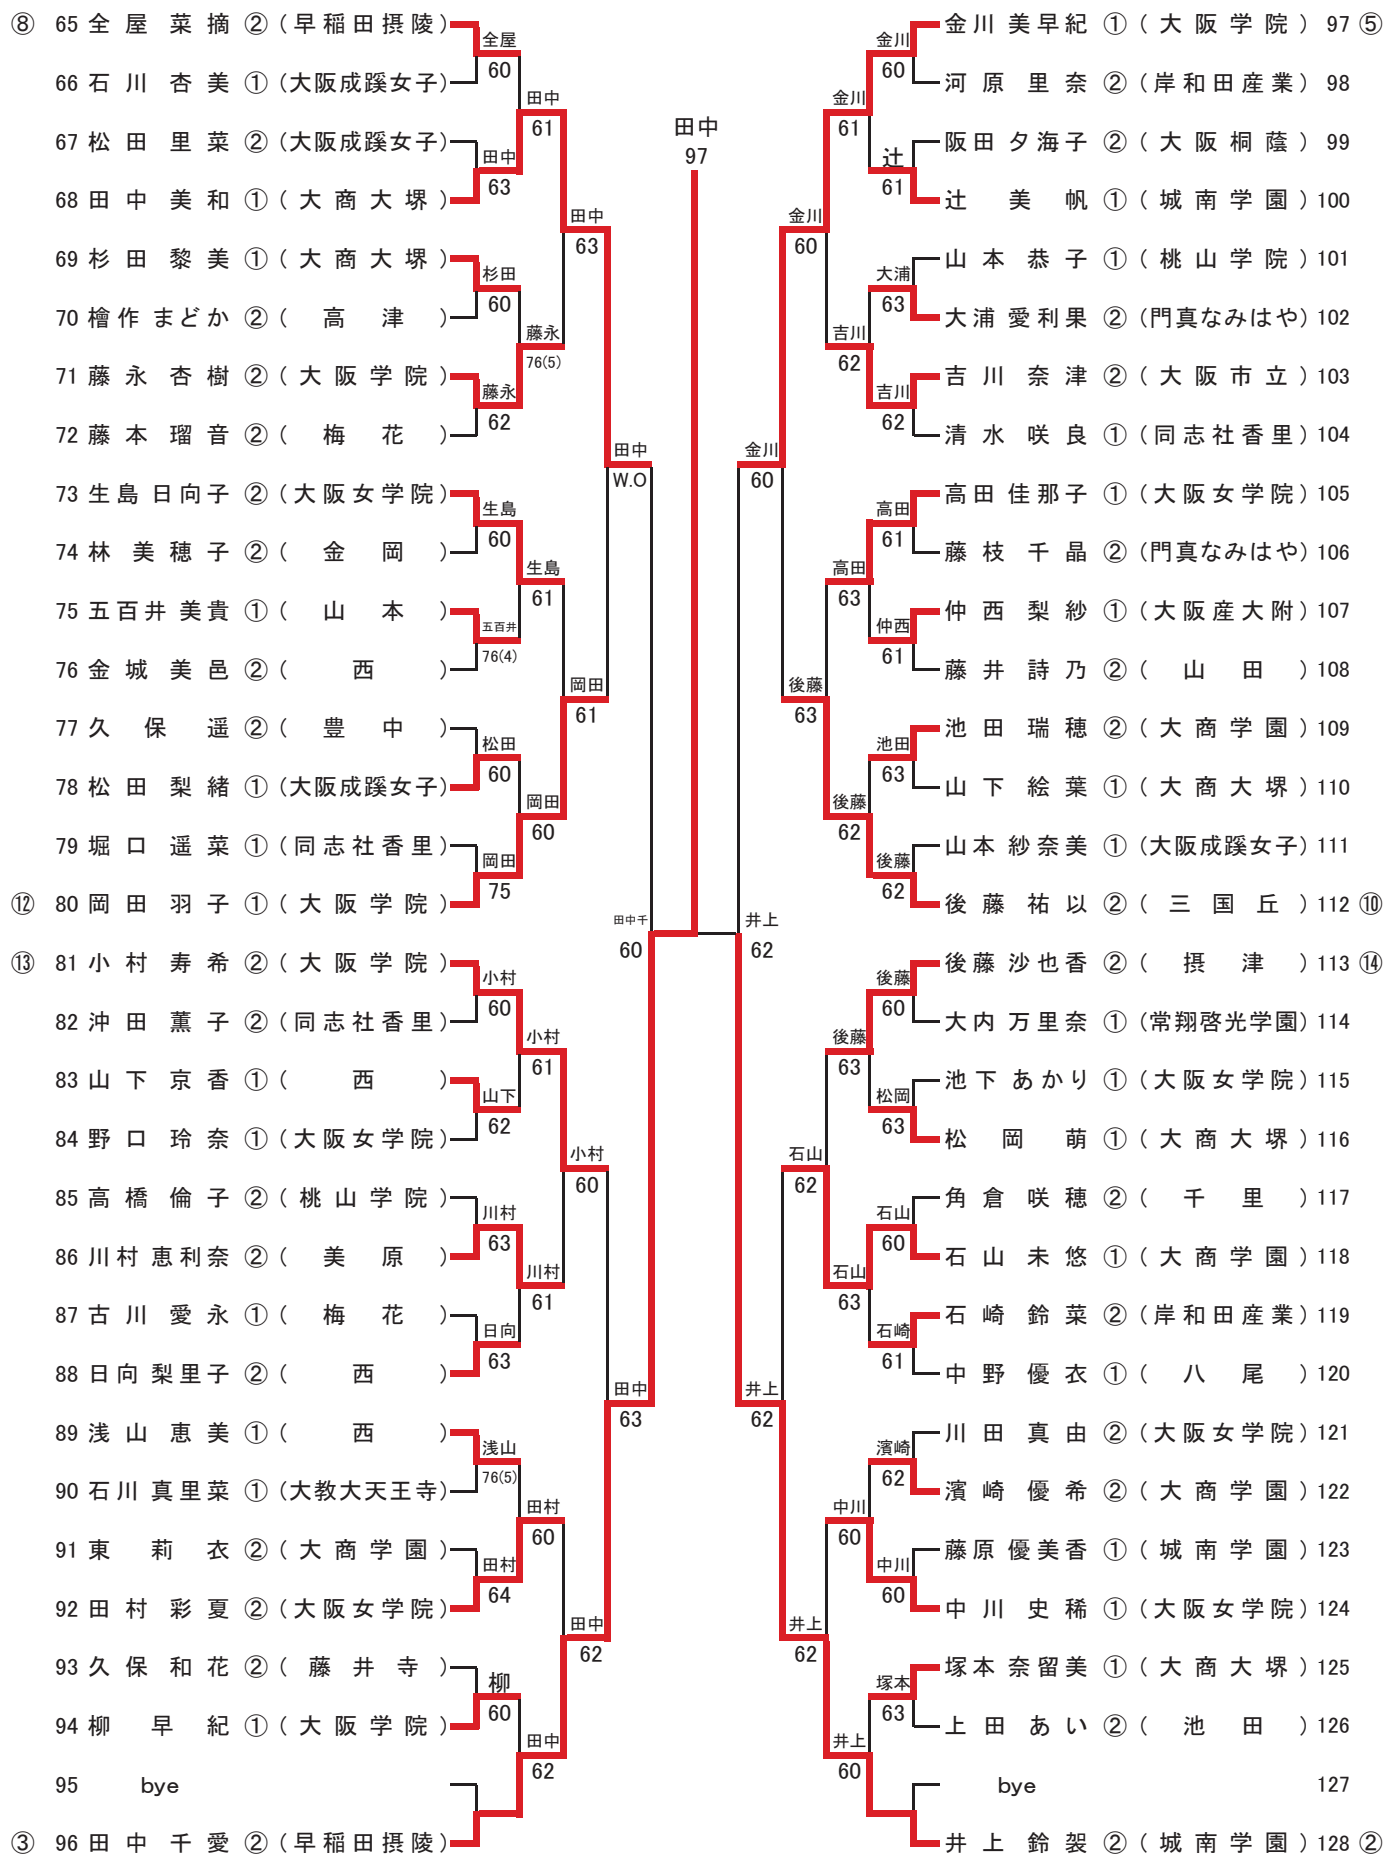 ⑧ 65 全屋 菜摘 ② (早稲田摂陵)
全屋
60
66 石川 杏美 ① (大阪成蹊女子)
田中
61
67 松田 里菜 ② (大阪成蹊女子)
田中
63
68 田中 美和 ① (大商大堺)
田中
63
69 杉田 黎美 ① (大商大堺)
杉田
60
70 檜作 まどか ② (高津)
藤永
76(5)
71 藤永 杏樹 ② (大阪学院)
藤永
62
72 藤本 瑠音 ② (梅花)
田中
W.O
73 生島 日向子 ② (大阪女学院)
生島
60
74 林 美穂子 ② (金岡)
生島
61
75 五百井 美貴 ① (山本)
五百井
76(4)
76 金城 美邑 ② (西)
岡田
61
77 久保 遥 ② (豊中)
松田
60
78 松田 梨緒 ① (大阪成蹊女子)
岡田
60
79 堀口 遥菜 ① (同志社香里)
岡田
75
⑫ 80 岡田 羽子 ① (大阪学院)
田中千
60
⑬ 81 小村 寿希 ② (大阪学院)
小村
60
82 沖田 薫子 ② (同志社香里)
小村
61
83 山下 京香 ① (西)
山下
62
84 野口 玲奈 ① (大阪女学院)
小村
60
85 高橋 倫子 ② (桃山学院)
川村
63
86 川村 恵利奈 ② (美原)
川村
61
87 古川 愛永 ① (梅花)
日向
63
88 日向 梨里子 ② (西)
田中
63
89 浅山 恵美 ① (西)
浅山
76(5)
90 石川 真里菜 ① (大教大天王寺)
田村
60
91 東 莉衣 ② (大商学園)
田村
64
92 田村 彩夏 ② (大阪女学院)
田中
62
93 久保 和花 ② (藤井寺)
柳
60
94 柳 早紀 ① (大阪学院)
田中
62
95 bye
③ 96 田中 千愛 ② (早稲田摂陵)
田中
97
金川 美早紀 ① (大阪学院) 97 ⑤
金川
60
河原 里奈 ② (岸和田産業) 98
金川
61
阪田 夕海子 ② (大阪桐蔭) 99
辻
61
辻 美帆 ① (城南学園) 100
金川
60
山本 恭子 ① (桃山学院) 101
大浦
63
大浦 愛利果 ② (門真なみはや) 102
吉川
62
吉川 奈津 ② (大阪市立) 103
吉川
62
清水 咲良 ① (同志社香里) 104
金川
60
高田 佳那子 ① (大阪女学院) 105
高田
61
藤枝 千晶 ② (門真なみはや) 106
高田
63
仲西 梨紗 ① (大阪産大附) 107
仲西
61
藤井 詩乃 ② (山田) 108
後藤
63
池田 瑞穂 ② (大商学園) 109
池田
63
山下 絵葉 ① (大商大堺) 110
後藤
62
山本 紗奈美 ① (大阪成蹊女子) 111
後藤
62
後藤 祐以 ② (三国丘) 112 ⑩
井上
62
後藤 沙也香 ② (摂津) 113 ⑭
後藤
60
大内 万里奈 ① (常翔啓光学園) 114
後藤
63
池下 あかり ① (大阪女学院) 115
松岡
63
松岡 萌 ① (大商大堺) 116
石山
62
角倉 咲穂 ② (千里) 117
石山
60
石山 未悠 ① (大商学園) 118
石山
63
石崎 鈴菜 ② (岸和田産業) 119
石崎
61
中野 優衣 ① (八尾) 120
井上
62
川田 真由 ② (大阪女学院) 121
濱崎
62
濱崎 優希 ② (大商学園) 122
中川
60
藤原 優美香 ① (城南学園) 123
中川
60
中川 史稀 ① (大阪女学院) 124
井上
62
塚本 奈留美 ① (大商大堺) 125
塚本
63
上田 あい ② (池田) 126
井上
60
bye 127
井上 鈴袈 ② (城南学園) 128 ②